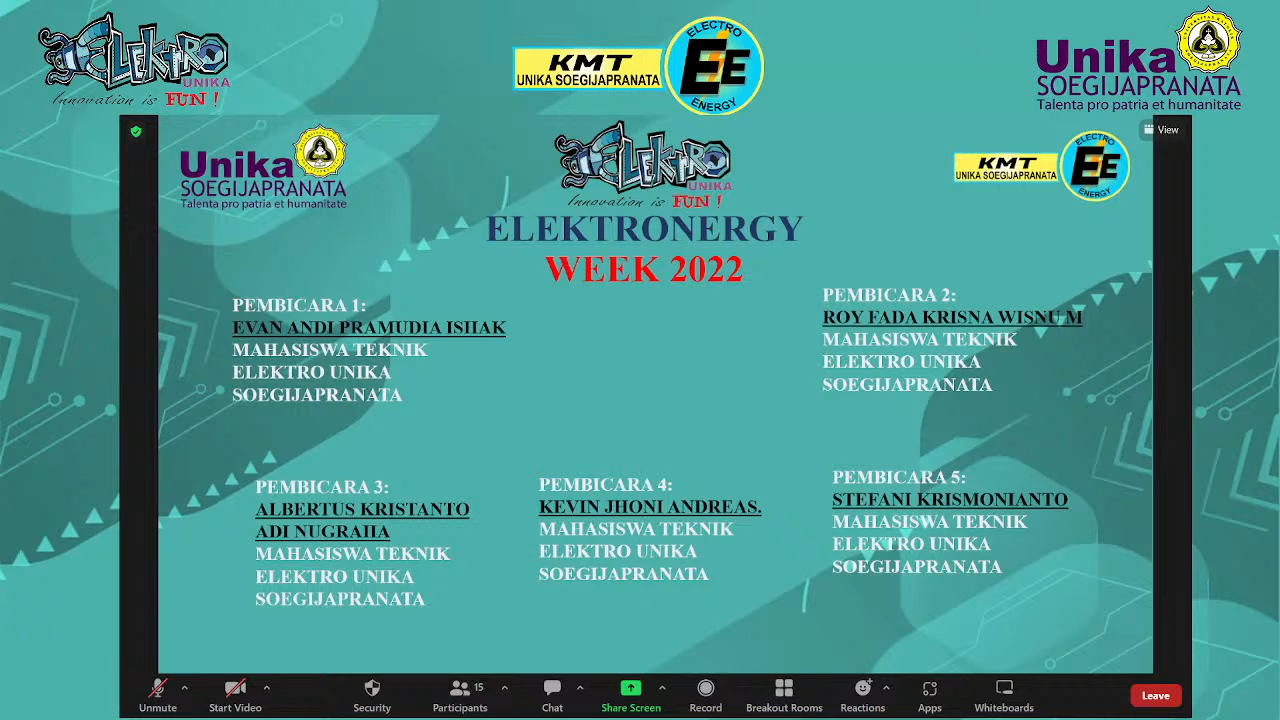 ELEKTRO
UNIKA
Innovation is FUN !
KMT
UNIKA SOEGIJAPRANATA
ELECTRO
EE
ENERGY
Unika
SOEGIJAPRANATA
Talenta pro patria et humanitate
View
Unika
SOEGIJAPRANATA
Talenta pro patria et humanitate
ELEKTRO
UNIKA
Innovation is FUN !
KMT
UNIKA SOEGIJAPRANATA
ELECTRO
EE
ENERGY
ELEKTRONERGY
WEEK 2022
PEMBICARA 1:
EVAN ANDI PRAMUDIA ISHAK
MAHASISWA TEKNIK
ELEKTRO UNIKA
SOEGIJAPRANATA
PEMBICARA 2:
ROY FADA KRISNA WISNU M
MAHASISWA TEKNIK
ELEKTRO UNIKA
SOEGIJAPRANATA
PEMBICARA 3:
ALBERTUS KRISTANTO
ADI NUGRAHA
MAHASISWA TEKNIK
ELEKTRO UNIKA
SOEGIJAPRANATA
PEMBICARA 4:
KEVIN JHONI ANDREAS.
MAHASISWA TEKNIK
ELEKTRO UNIKA
SOEGIJAPRANATA
PEMBICARA 5:
STEFANI KRISMONIANTO
MAHASISWA TEKNIK
ELEKTRO UNIKA
SOEGIJAPRANATA
15
Unmute
Start Video
Security
Participants
Chat
Share Screen
Record
Breakout Rooms
Reactions
Apps
Whiteboards
Leave